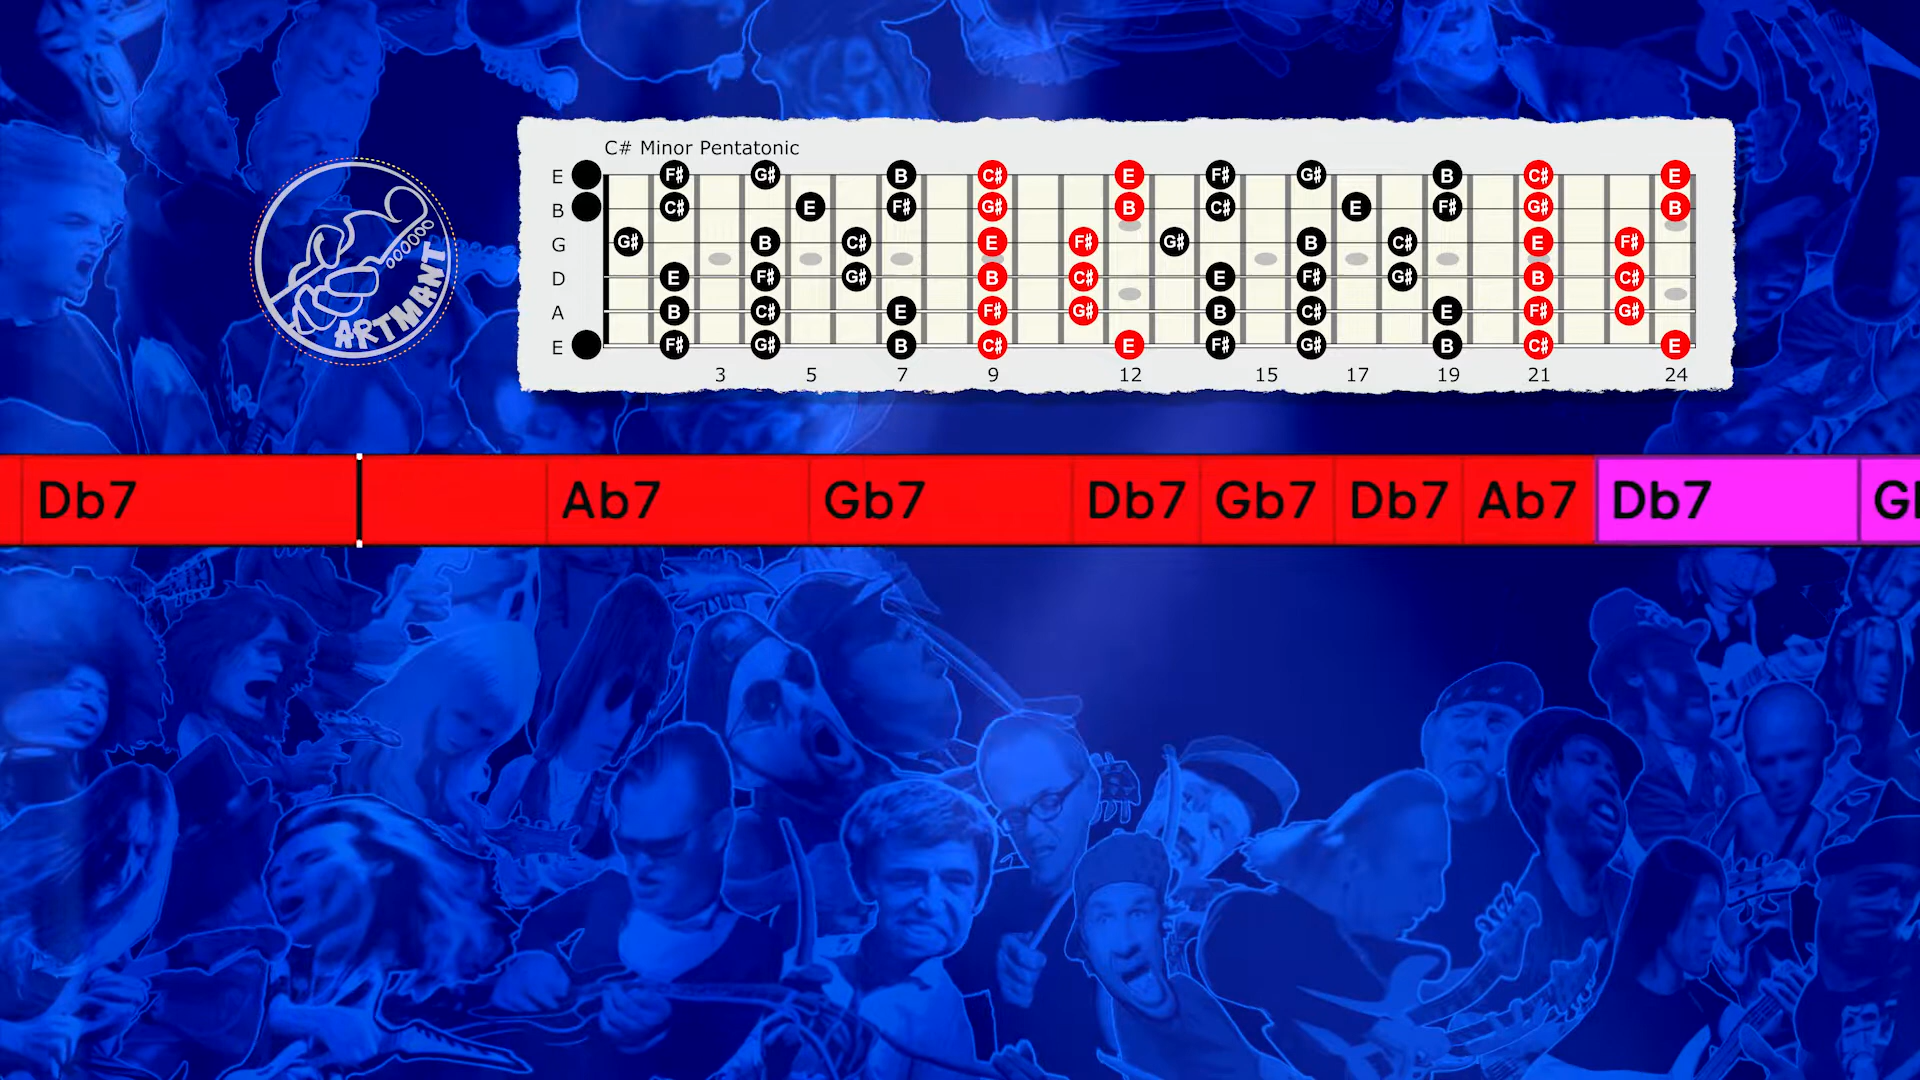 C# Minor Pentatonic
E F# G# B C# E F# G# B C# E
B C# E F# G# B C# E F# G# B
G G# B C# E F# G# B C# E F#
D E F# G# B C# E F# G# B C#
A B C# E F# G# B C# E F# G#
E F# G# B C# E F# G# B C# E
3 5 7 9 12 15 17 19 21 24
ARTMANT
Db7 Ab7 Gb7 Db7 Gb7 Db7 Ab7 Db7